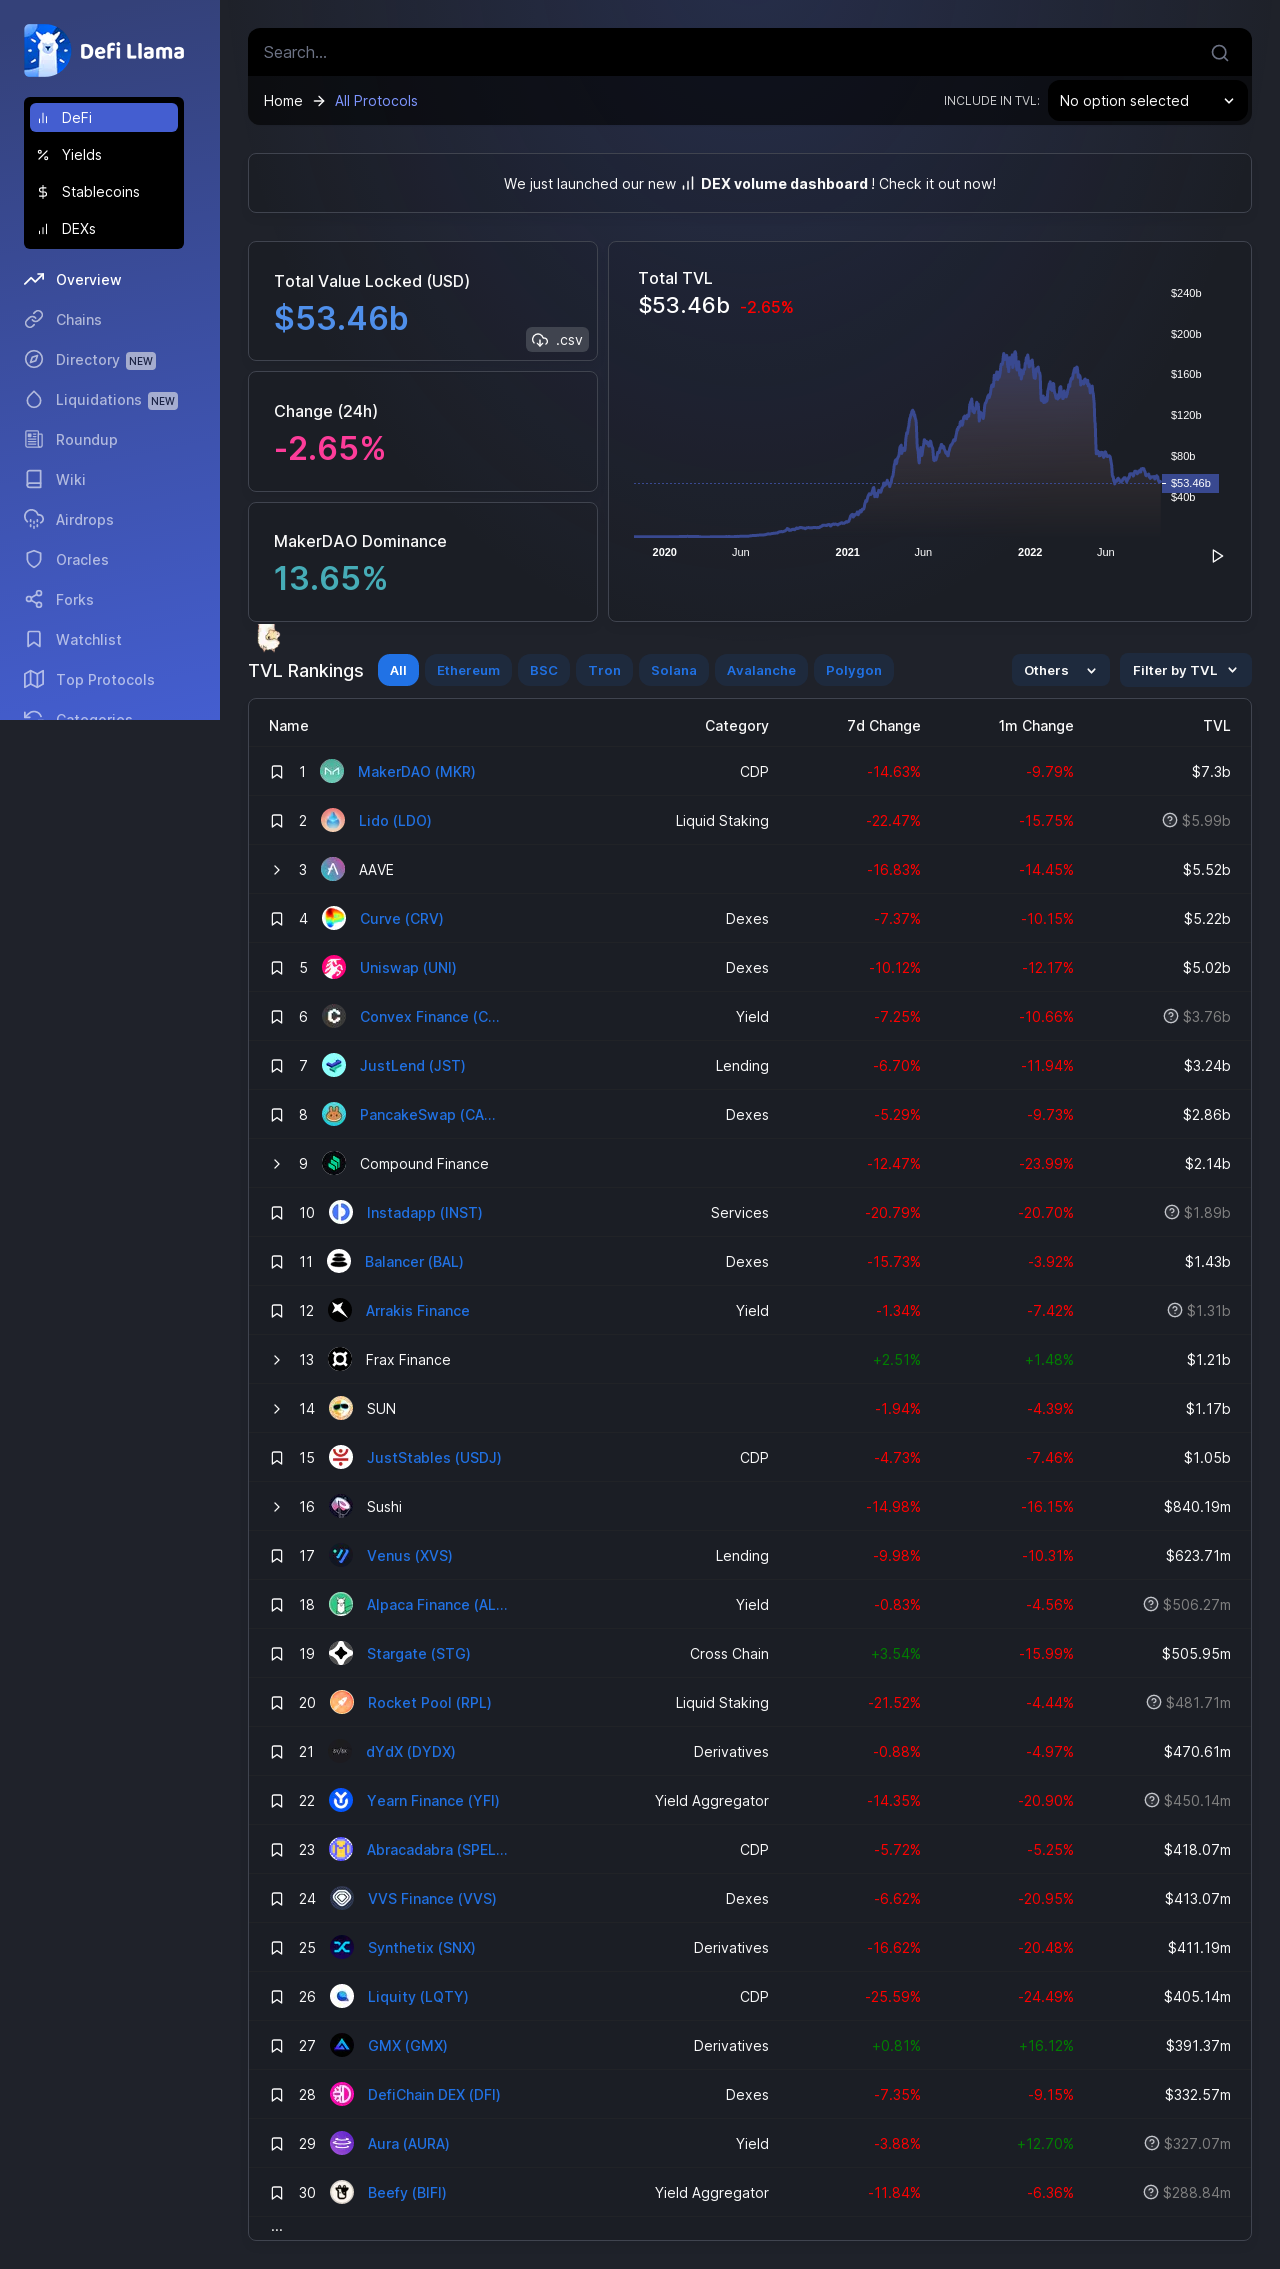 Defi Llama
DeFi
Yields
Stablecoins
DEXs
Overview
Chains
Directory NEW
Liquidations NEW
Roundup
Wiki
Airdrops
Oracles
Forks
Watchlist
Top Protocols
Categories
Search...
Home → All Protocols INCLUDE IN TVL: No option selected
We just launched our new DEX volume dashboard ! Check it out now!
Total Value Locked (USD)
$53.46b
.csv
Change (24h)
-2.65%
MakerDAO Dominance
13.65%
Total TVL
$53.46b -2.65%
$240b
$200b
$160b
$120b
$80b
$53.46b
$40b
2020 Jun 2021 Jun 2022 Jun
TVL Rankings All Ethereum BSC Tron Solana Avalanche Polygon Others Filter by TVL
Name Category 7d Change 1m Change TVL
1 MakerDAO (MKR) CDP -14.63% -9.79% $7.3b
2 Lido (LDO) Liquid Staking -22.47% -15.75% $5.99b
3 AAVE -16.83% -14.45% $5.52b
4 Curve (CRV) Dexes -7.37% -10.15% $5.22b
5 Uniswap (UNI) Dexes -10.12% -12.17% $5.02b
6 Convex Finance (C... Yield -7.25% -10.66% $3.76b
7 JustLend (JST) Lending -6.70% -11.94% $3.24b
8 PancakeSwap (CA... Dexes -5.29% -9.73% $2.86b
9 Compound Finance -12.47% -23.99% $2.14b
10 Instadapp (INST) Services -20.79% -20.70% $1.89b
11 Balancer (BAL) Dexes -15.73% -3.92% $1.43b
12 Arrakis Finance Yield -1.34% -7.42% $1.31b
13 Frax Finance +2.51% +1.48% $1.21b
14 SUN -1.94% -4.39% $1.17b
15 JustStables (USDJ) CDP -4.73% -7.46% $1.05b
16 Sushi -14.98% -16.15% $840.19m
17 Venus (XVS) Lending -9.98% -10.31% $623.71m
18 Alpaca Finance (AL... Yield -0.83% -4.56% $506.27m
19 Stargate (STG) Cross Chain +3.54% -15.99% $505.95m
20 Rocket Pool (RPL) Liquid Staking -21.52% -4.44% $481.71m
21 dYdX (DYDX) Derivatives -0.88% -4.97% $470.61m
22 Yearn Finance (YFI) Yield Aggregator -14.35% -20.90% $450.14m
23 Abracadabra (SPEL... CDP -5.72% -5.25% $418.07m
24 VVS Finance (VVS) Dexes -6.62% -20.95% $413.07m
25 Synthetix (SNX) Derivatives -16.62% -20.48% $411.19m
26 Liquity (LQTY) CDP -25.59% -24.49% $405.14m
27 GMX (GMX) Derivatives +0.81% +16.12% $391.37m
28 DefiChain DEX (DFI) Dexes -7.35% -9.15% $332.57m
29 Aura (AURA) Yield -3.88% +12.70% $327.07m
30 Beefy (BIFI) Yield Aggregator -11.84% -6.36% $288.84m
...